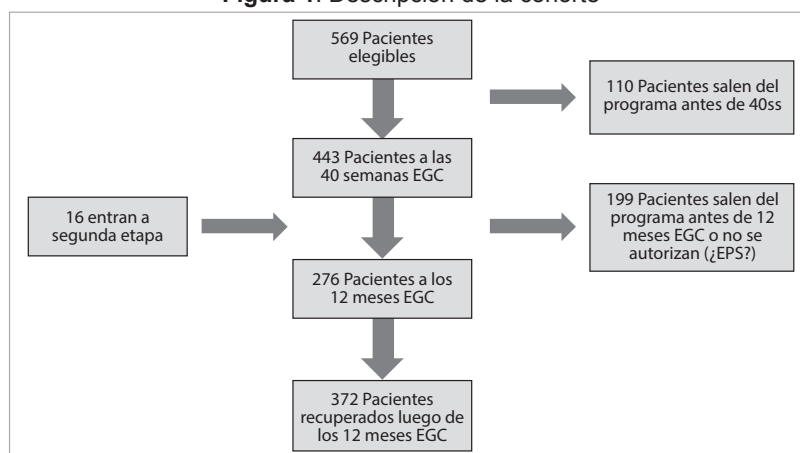 Figura 1. Descripción de la cohorte
569 Pacientes
elegibles
110 Pacientes salen del
programa antes de 40ss
443 Pacientes a las
40 semanas EGC
16 entran a
segunda etapa
199 Pacientes salen del
programa antes de 12
meses EGC o no se
autorizan (¿EPS?)
276 Pacientes a los
12 meses EGC
372 Pacientes
recuperados luego de
los 12 meses EGC